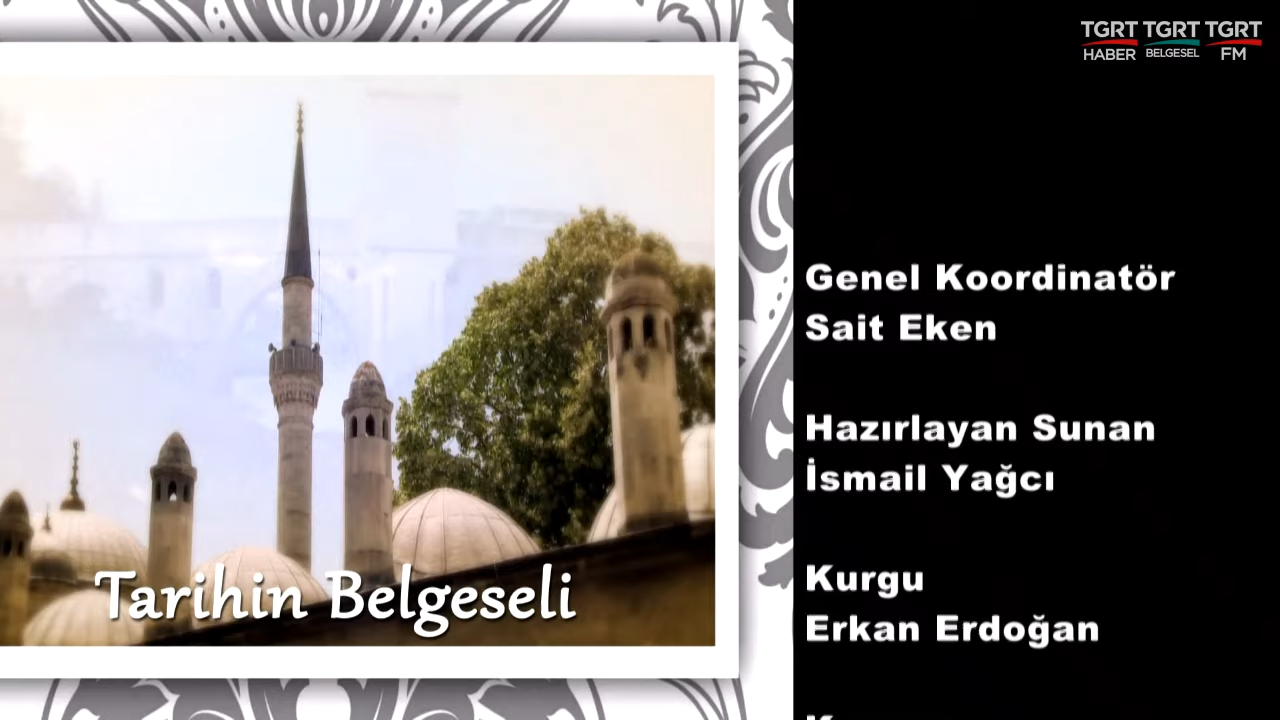 TGRT TGRT TGRT
HABER BELGESEL FM
Tarihin Belgeseli
Genel Koordinatör
Sait Eken
Hazırlayan Sunan
İsmail Yağcı
Kurgu
Erkan Erdoğan